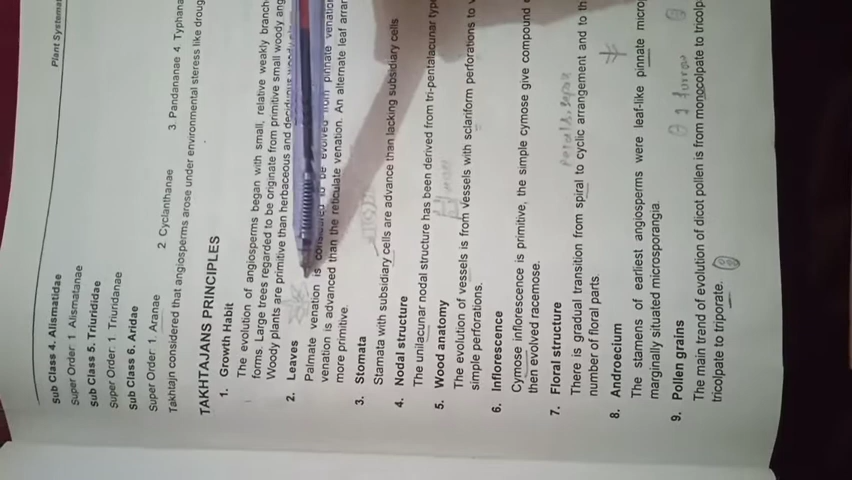 Plant Systemat
Sub Class 4. Alismatidae
Super Order: 1 Alismatanae
Sub Class 5. Triurididae
Super Order: 1. Triuridanae
Sub Class 6. Aridae
Super Order: 1. Aranae 2 Cyclanthanae 3 Pandananae 4 Typhana
Takhtajn considered that angiosperms arose under environmental steress like droug
TAKHTAJANS PRINCIPLES
1. Growth Habit
The evolution of angiosperms began with small, relative weakly branch
forms. Large trees regarded to be originate from primitive small woody ang
Woody plants are primitive than herbaceous and deciduous woody
2. Leaves
Palmate venation is considered to be evolved from pinnate venation
venation is advanced than the reticulate venation. An alternate leaf arran
more primitive.
3. Stomata
Stamata with subsidiary cells are advance than lacking subsidiary cells
4. Nodal structure
The unilacunar nodal structure has been derived from tri-pentalacunar type
5. Wood anatomy
The evolution of vessels is from vessels with sclariform perforations to v
simple perforations.
6. Inflorescence
Cymose inflorescence is primitive, the simple cymose give compound
then evolved racemose.
7. Floral structure
There is gradual transition from spiral to cyclic arrangement and to th
number of floral parts.
8. Androecium
The stamens of earliest angiosperms were leaf-like pinnate microp
marginally situated microsporangia.
9. Pollen grains
The main trend of evolution of dicot pollen is from monocolpate to tricolp
tricolpate to triporate.